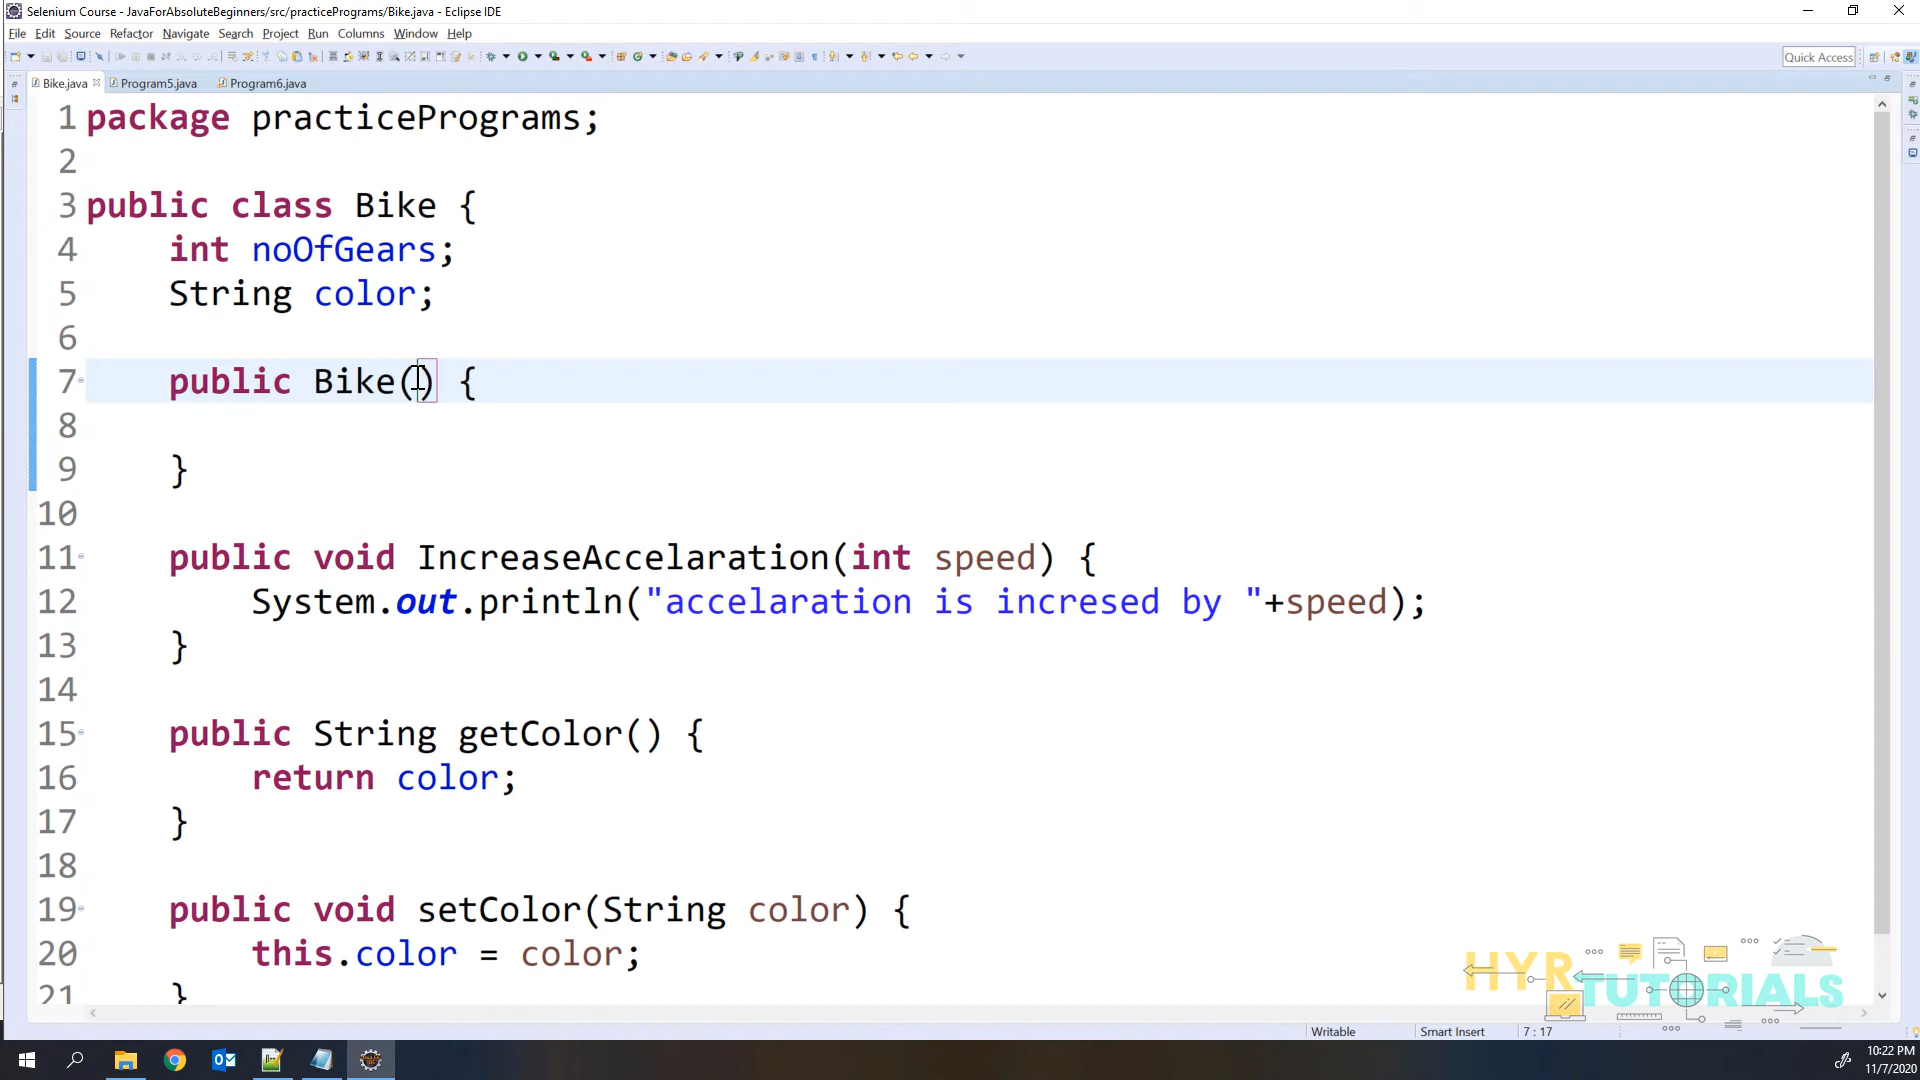 Selenium Course - JavaForAbsoluteBeginners/src/practicePrograms/Bike.java - Eclipse IDE
File Edit Source Refactor Navigate Search Project Run Columns Window Help
Quick Access
Bike.java Program5.java Program6.java
1 package practicePrograms;
2
3 public class Bike {
4 int noOfGears;
5 String color;
6
7 public Bike() {
8
9 }
10
11 public void IncreaseAccelaration(int speed) {
12 System.out.println("accelaration is incresed by "+speed);
13 }
14
15 public String getColor() {
16 return color;
17 }
18
19 public void setColor(String color) {
20 this.color = color;
21 }
HYR TUTORIALS
Writable Smart Insert 7 : 17
10:22 PM
11/7/2020